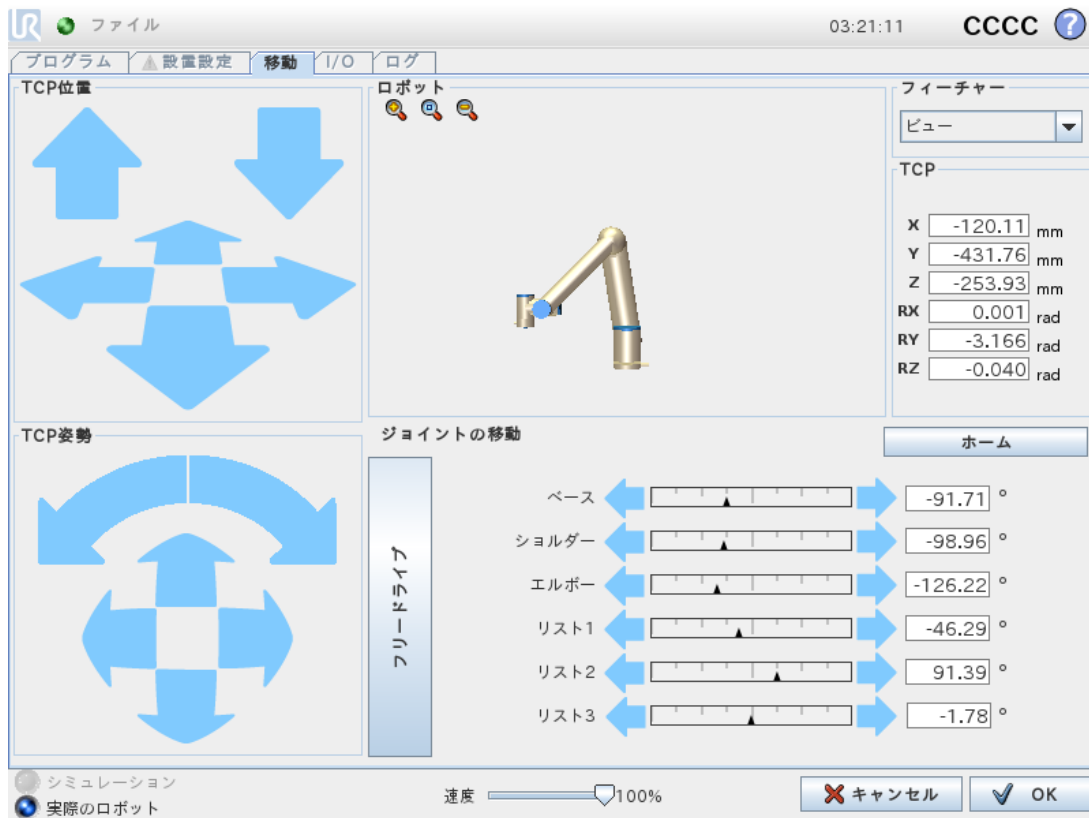 UR ファイル 03:21:11 CCCC ?
プログラム 設置設定 移動 I/O ログ
TCP位置
ロボット
フィーチャー
ビュー
TCP
X -120.11 mm
Y -431.76 mm
Z -253.93 mm
RX 0.001 rad
RY -3.166 rad
RZ -0.040 rad
TCP姿勢
ジョイントの移動
ホーム
フリードライブ
ベース -91.71 °
ショルダー -98.96 °
エルボー -126.22 °
リスト1 -46.29 °
リスト2 91.39 °
リスト3 -1.78 °
シミュレーション
実際のロボット
速度 100%
キャンセル
OK